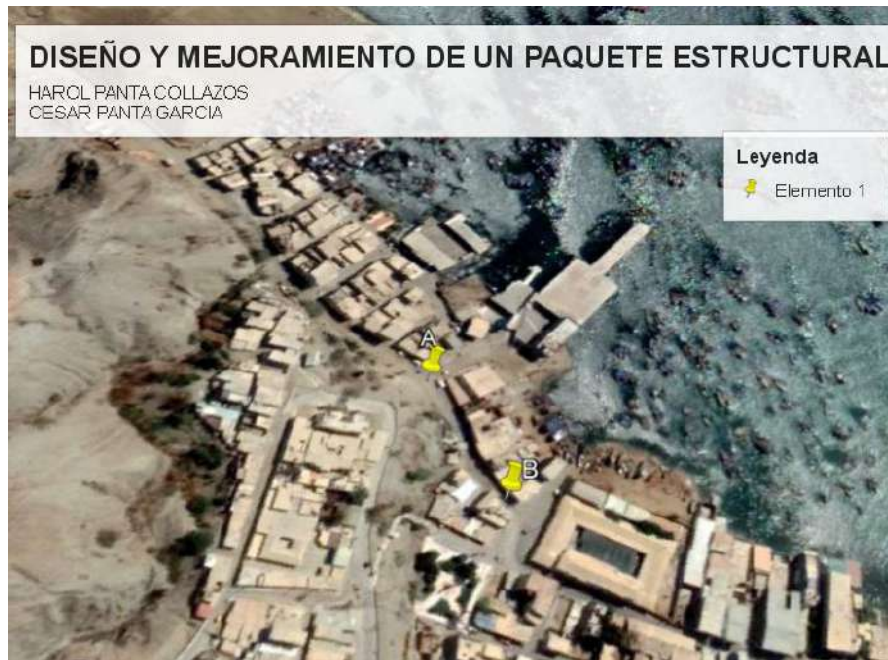 DISEÑO Y MEJORAMIENTO DE UN PAQUETE ESTRUCTURAL
HAROL PANTA COLLAZOS
CESAR PANTA GARCIA
Leyenda
Elemento 1
A
B